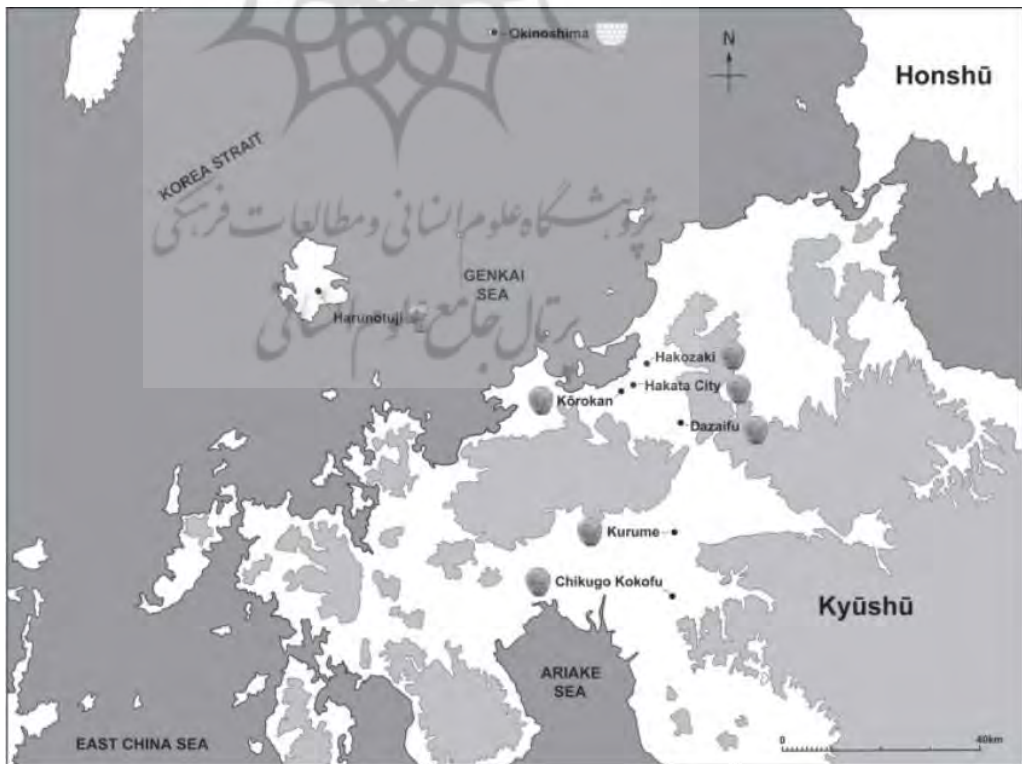 Okinoshima
N
Honshū
KOREA STRAIT
پژوهشگاه علوم انسانی و مطالعات فرهنگی
GENKAI
SEA
Harunotuji
پرتال جامع علوم انسانی
Hakozaki
Hakata City
Kōrokan
Dazaifu
Kurume
Chikugo Kokofu
Kyūshū
ARIAKE
SEA
EAST CHINA SEA
0 40km